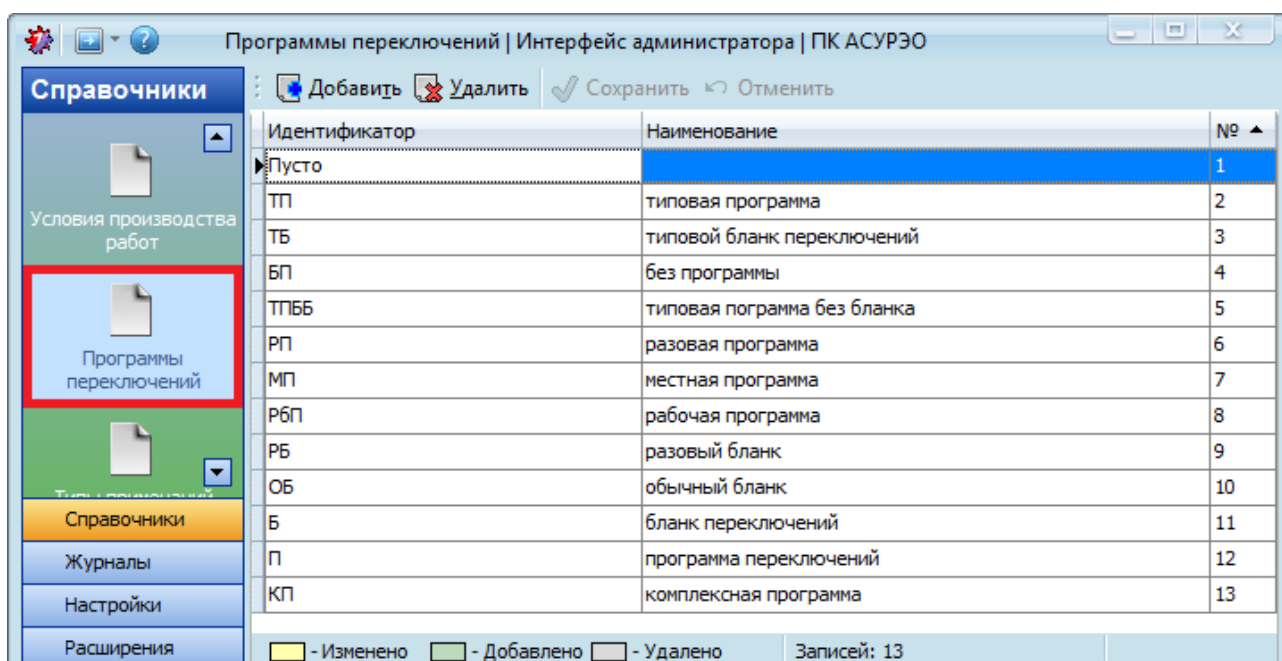 Программы переключений | Интерфейс администратора | ПК АСУРЭО
Справочники
Добавить Удалить Сохранить Отменить
Идентификатор Наименование №
Пусто 1
ТП типовая программа 2
ТБ типовой бланк переключений 3
БП без программы 4
ТПББ типовая пограмма без бланка 5
РП разовая программа 6
МП местная программа 7
РбП рабочая программа 8
РБ разовый бланк 9
ОБ обычный бланк 10
Б бланк переключений 11
П программа переключений 12
КП комплексная программа 13
Условия производства
работ
Программы
переключений
Типы примечаний
Справочники
Журналы
Настройки
Расширения
- Изменено - Добавлено - Удалено Записей: 13